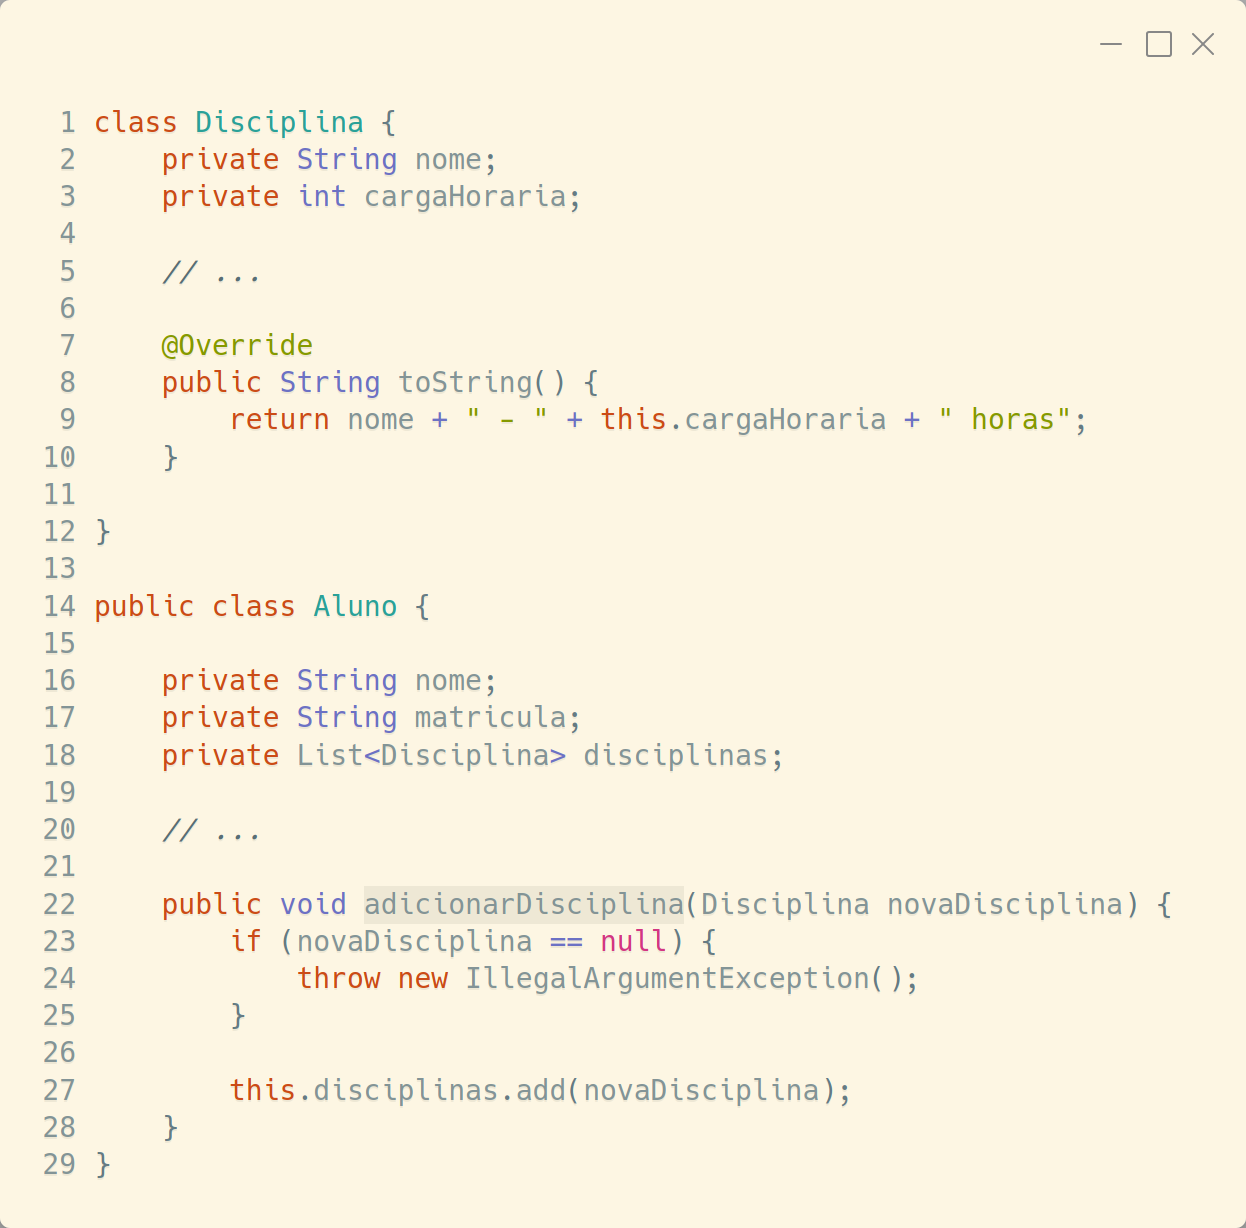 1 class Disciplina {
2     private String nome;
3     private int cargaHoraria;
4
5     // ...
6
7     @Override
8     public String toString() {
9         return nome + " - " + this.cargaHoraria + " horas";
10     }
11
12 }
13
14 public class Aluno {
15
16     private String nome;
17     private String matricula;
18     private List<Disciplina> disciplinas;
19
20     // ...
21
22     public void adicionarDisciplina(Disciplina novaDisciplina) {
23         if (novaDisciplina == null) {
24             throw new IllegalArgumentException();
25         }
26
27         this.disciplinas.add(novaDisciplina);
28     }
29 }